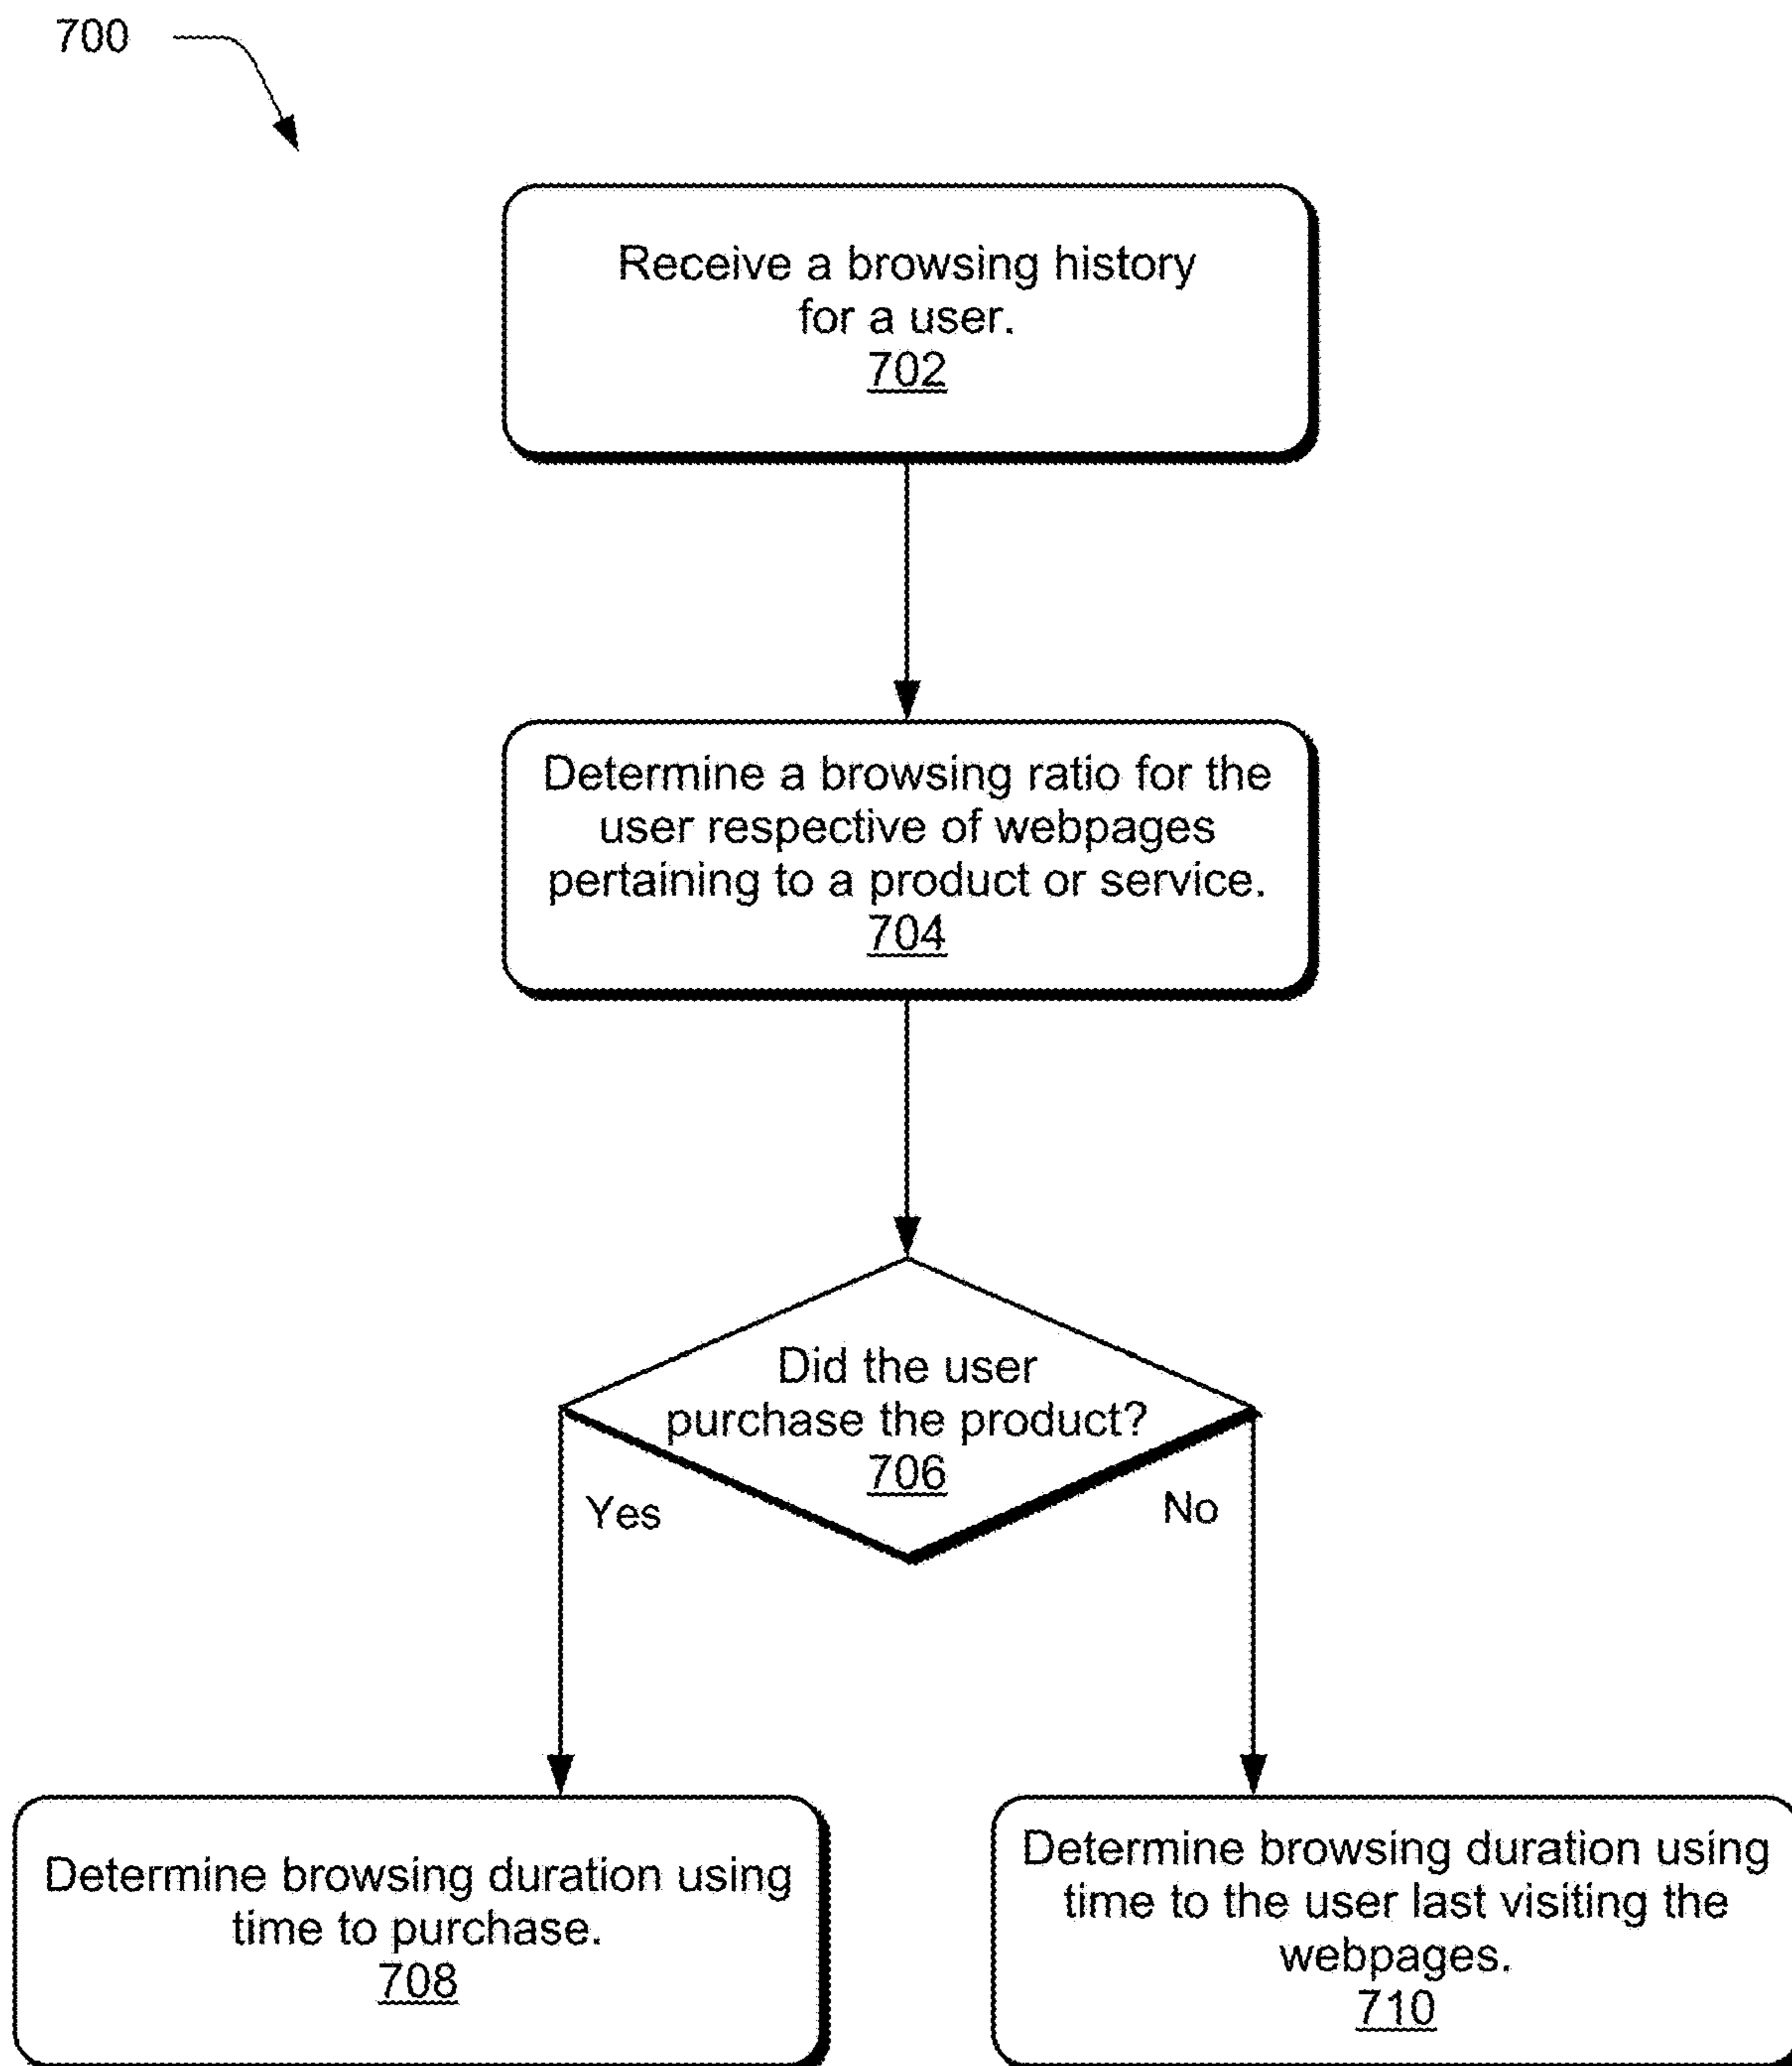 700
Receive a browsing history
for a user.
702
Determine a browsing ratio for the
user respective of webpages
pertaining to a product or service.
704
Did the user
purchase the product?
706
Yes
No
Determine browsing duration using
time to purchase.
708
Determine browsing duration using
time to the user last visiting the
webpages.
710